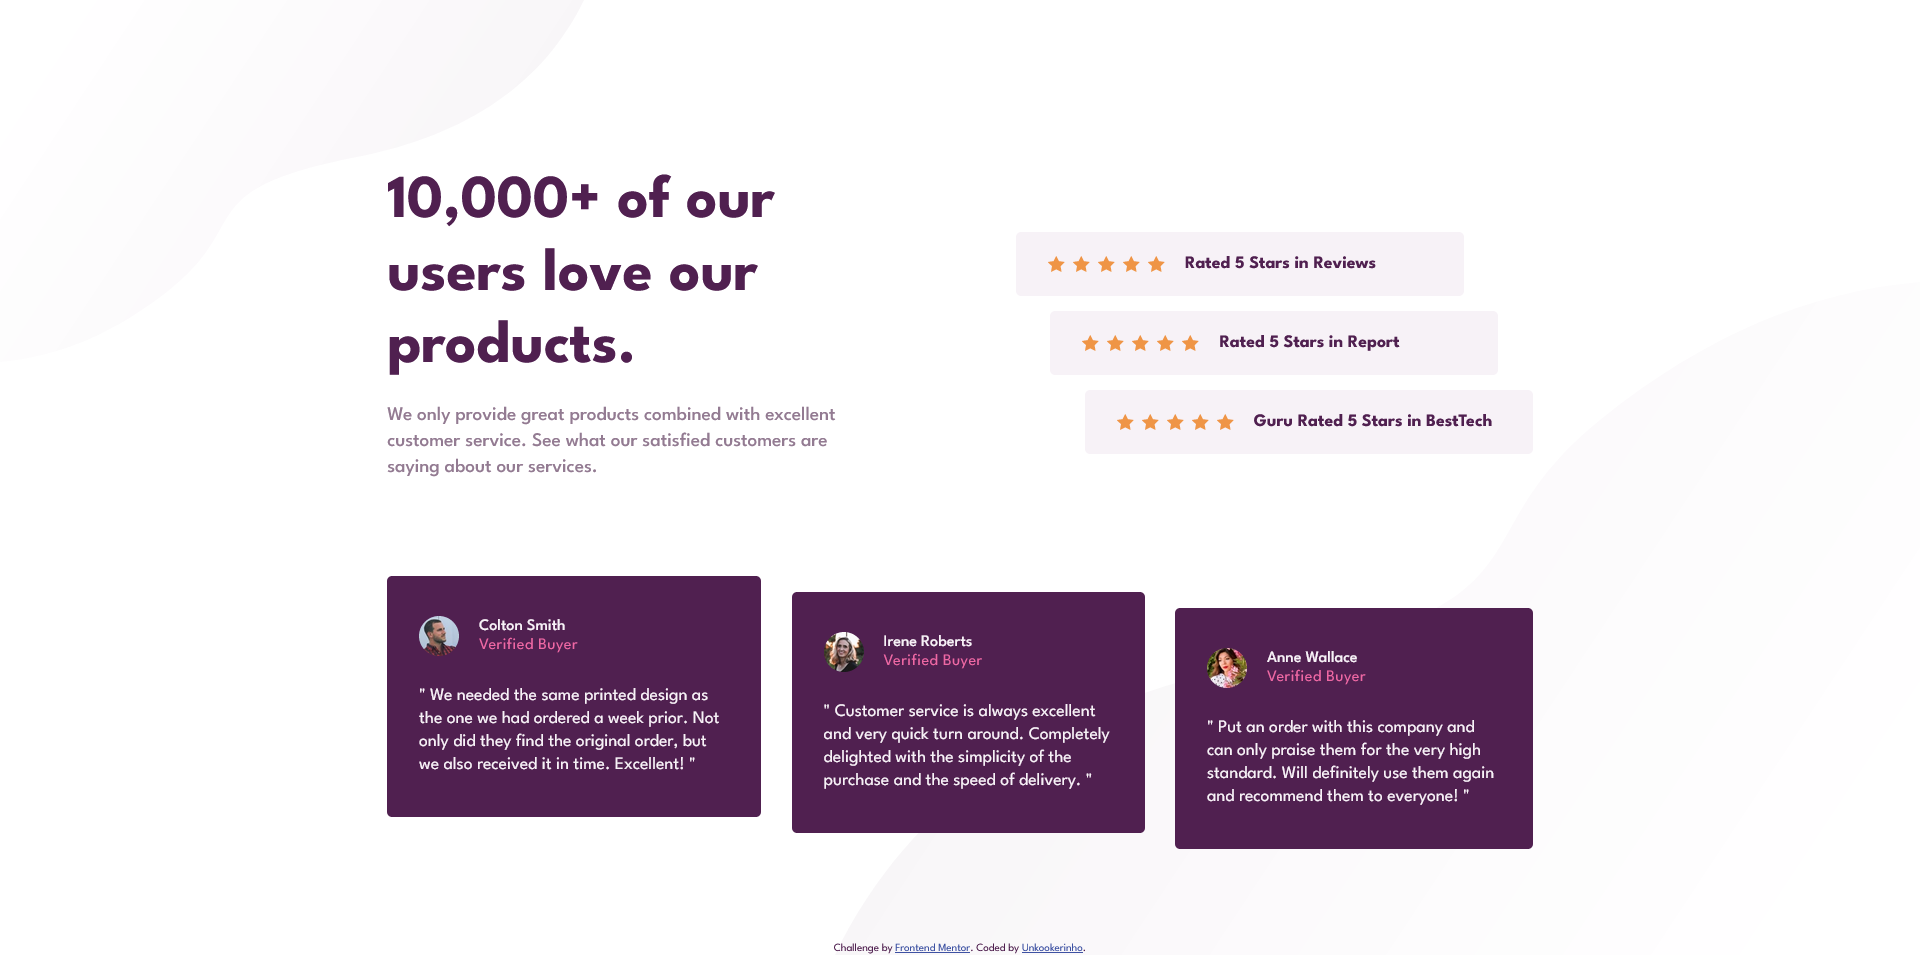 10,000+ of our
users love our
products.
We only provide great products combined with excellent
customer service. See what our satisfied customers are
saying about our services.
Rated 5 Stars in Reviews
Rated 5 Stars in Report
Guru Rated 5 Stars in BestTech
Colton Smith
Verified Buyer
" We needed the same printed design as
the one we had ordered a week prior. Not
only did they find the original order, but
we also received it in time. Excellent! "
Irene Roberts
Verified Buyer
" Customer service is always excellent
and very quick turn around. Completely
delighted with the simplicity of the
purchase and the speed of delivery. "
Anne Wallace
Verified Buyer
" Put an order with this company and
can only praise them for the very high
standard. Will definitely use them again
and recommend them to everyone! "
Challenge by Frontend Mentor. Coded by Unkookerinho.